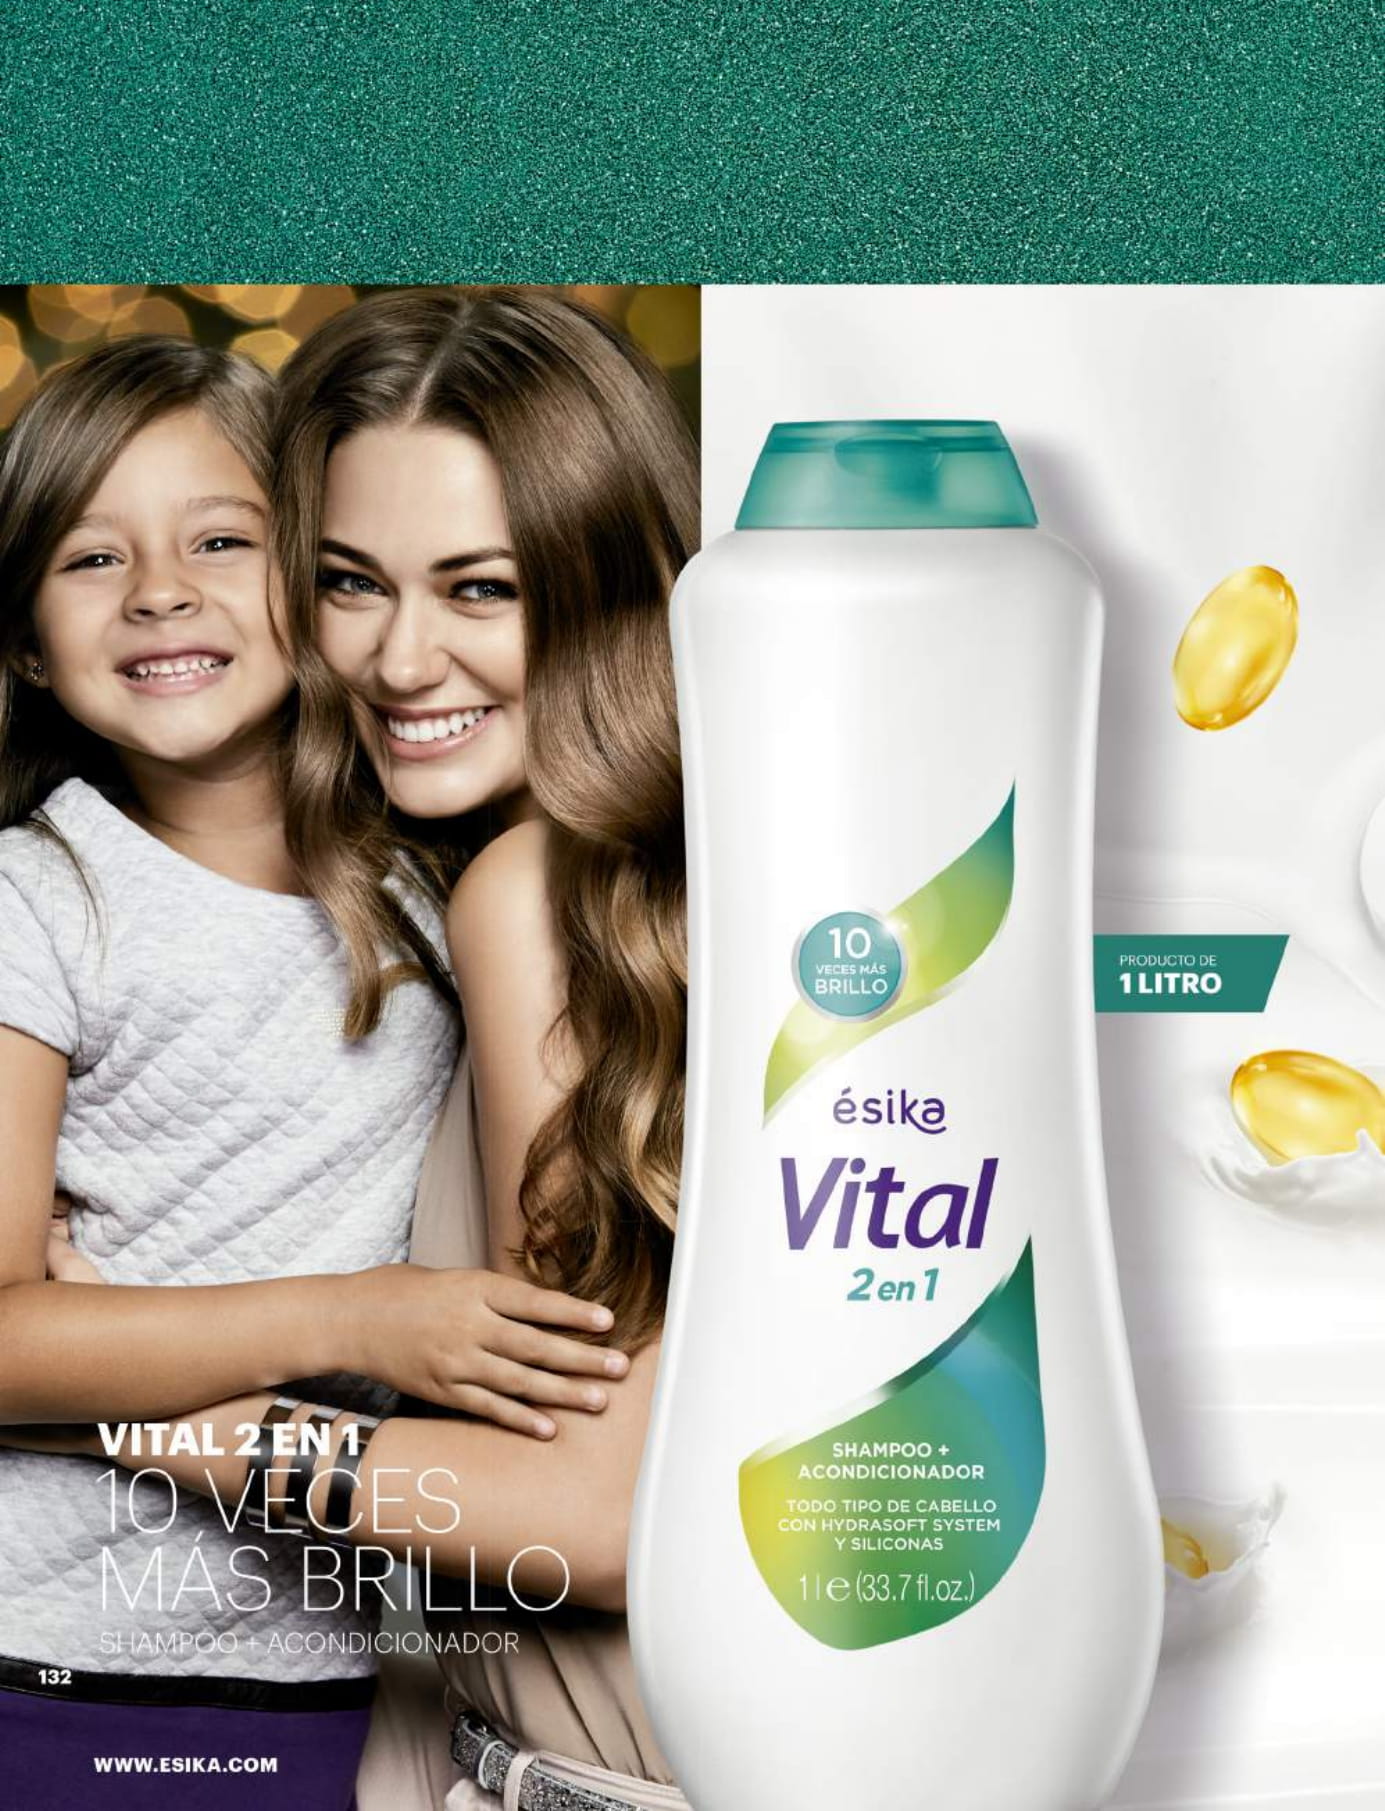 10
VECES MÁS
BRILLO
ésika
Vital
2 en 1
SHAMPOO +
ACONDICIONADOR
TODO TIPO DE CABELLO
CON HYDRASOFT SYSTEM
Y SILICONAS
1 l e (33.7 fl.oz.)
PRODUCTO DE
1 LITRO
VITAL 2 EN 1
10 VECES
MÁS BRILLO
SHAMPOO + ACONDICIONADOR
132
WWW.ESIKA.COM